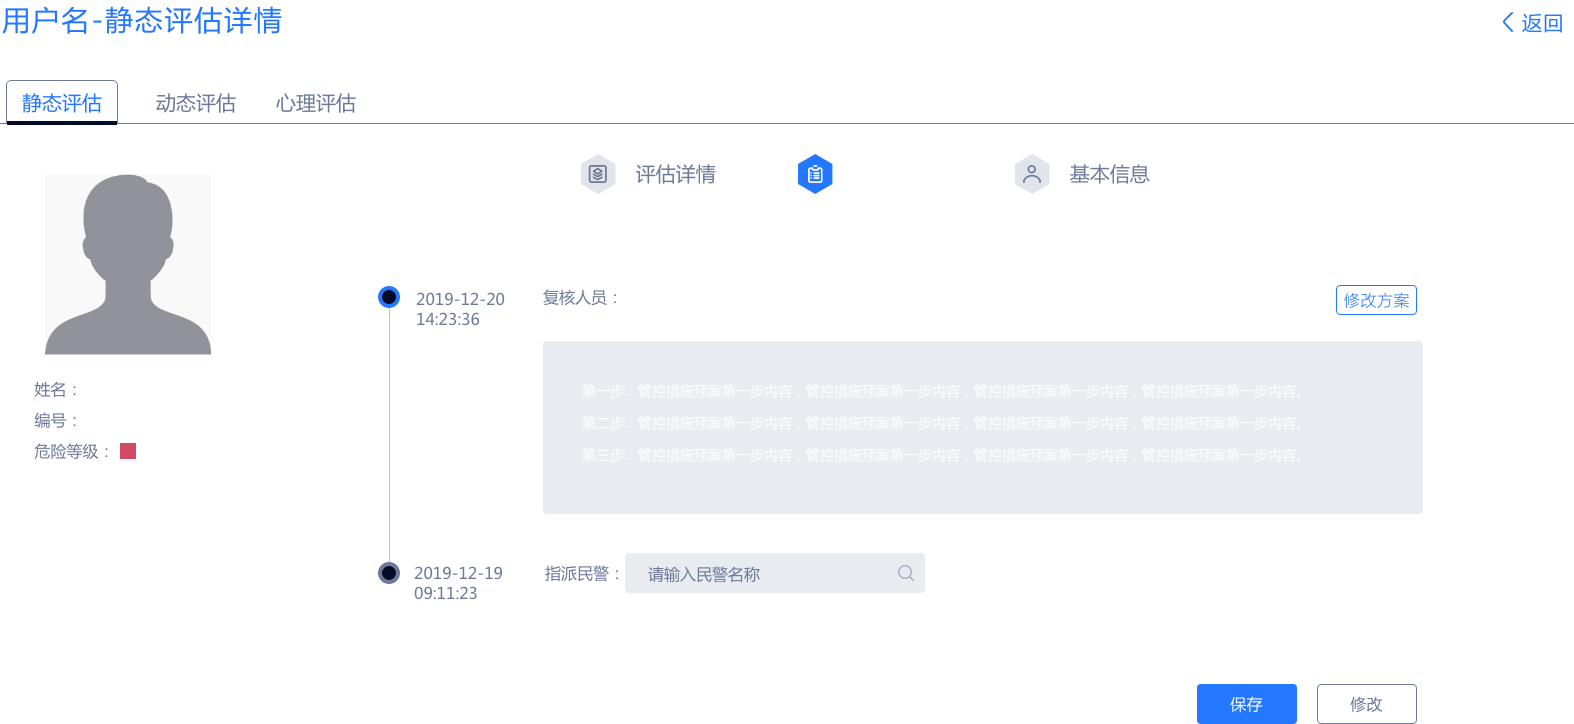 用户名-静态评估详情
返回
静态评估 动态评估 心理评估
评估详情 基本信息
2019-12-20
14:23:36
复核人员：
修改方案
第一步：管控措施预案第一步内容，管控措施预案第一步内容，管控措施预案第一步内容，管控措施预案第一步内容。
第二步：管控措施预案第一步内容，管控措施预案第一步内容，管控措施预案第一步内容，管控措施预案第一步内容。
第三步：管控措施预案第一步内容，管控措施预案第一步内容，管控措施预案第一步内容，管控措施预案第一步内容。
姓名：
编号：
危险等级：
2019-12-19
09:11:23
指派民警：
请输入民警名称
保存 修改